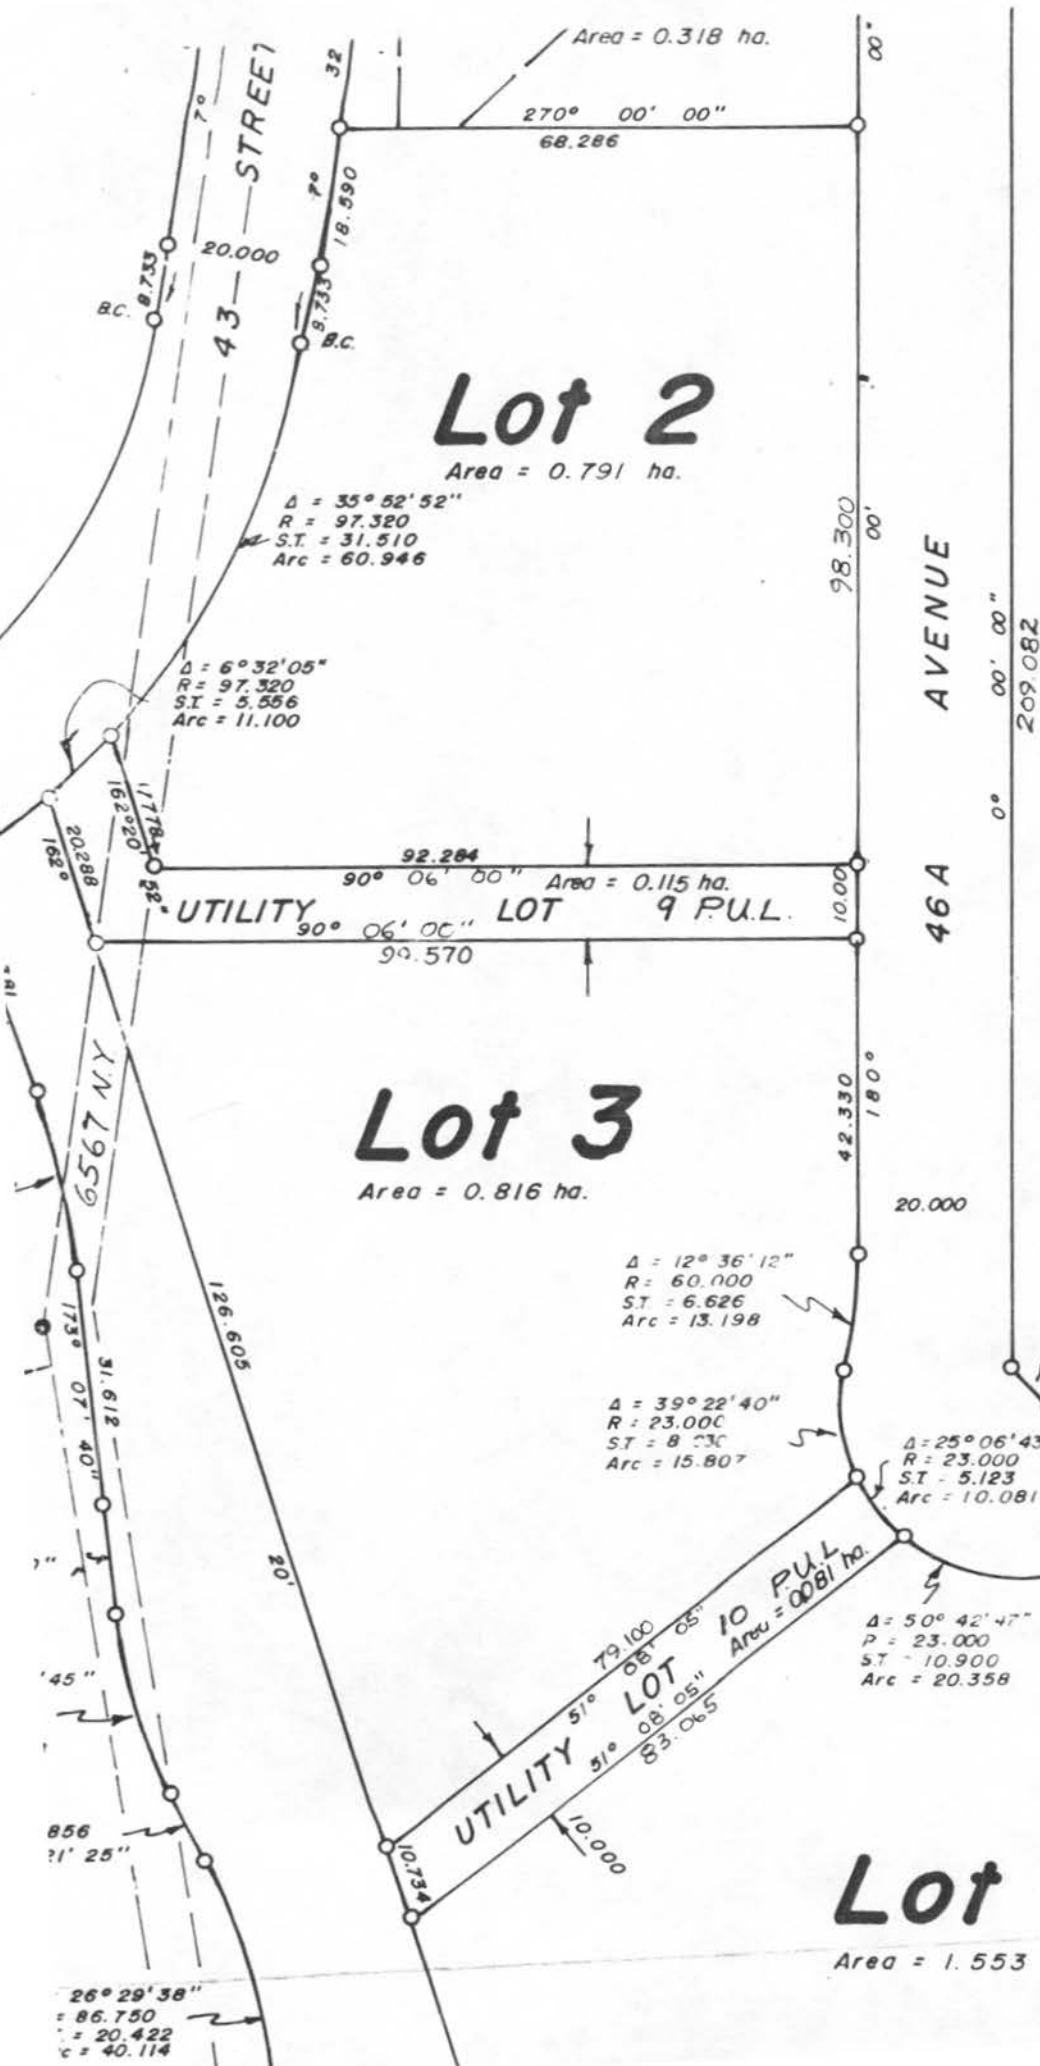 Area = 0.318 ha.
00"
32
7°
43 STREET
270° 00' 00"
68.286
7°
18.590
20.000
8.733
B.C.
8.733
B.C.
Lot 2
Area = 0.791 ha.
Δ = 35° 52' 52"
R = 97.320
S.T. = 31.510
Arc = 60.946
98.300
00'
AVENUE
0° 00' 00"
209.082
Δ = 6° 32' 05"
R = 97.320
S.T. = 5.556
Arc = 11.100
162° 20' 52"
20.288
162°
92.284
90° 06' 00"
Area = 0.115 ha.
10.00
UTILITY LOT 9 P.U.L.
90° 06' 00"
99.570
46A
6567 N.Y.
Lot 3
Area = 0.816 ha.
42.330
180°
20.000
Δ = 12° 36' 12"
R = 60.000
S.T. = 6.626
Arc = 13.198
126.605
20'
173° 07' 40"
31.612
Δ = 39° 22' 40"
R = 23.000
S.T = 8
Arc = 15.807
Δ = 25° 06' 43
R = 23.000
S.T. = 5.123
Arc = 10.081
79.100
51° 08' 05"
UTILITY LOT 10 P.U.L
Area = 0.081 ha.
51° 08' 05"
83.065
Δ = 50° 42' 47"
R = 23.000
S.T = 10.900
Arc = 20.358
'45"
856
21' 25"
10.734
10.000
Lot
Area = 1.553
26° 29' 38"
= 86.750
= 20.422
c = 40.114